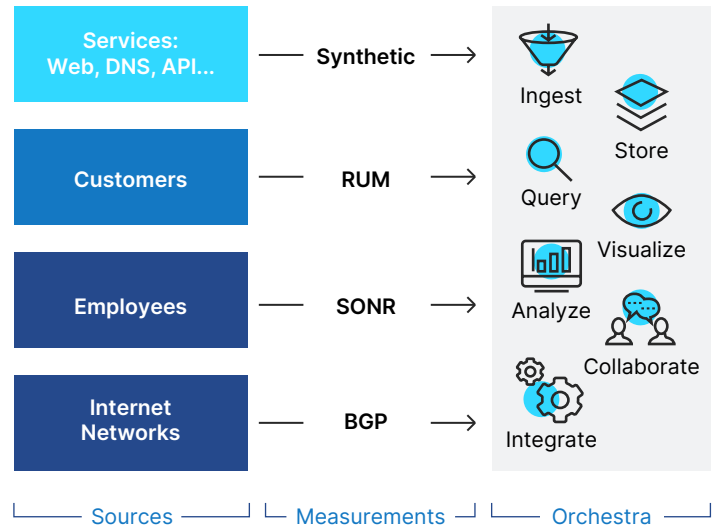 Services:
Web, DNS, API...
Synthetic
Customers
RUM
Employees
SONR
Internet
Networks
BGP
Ingest
Store
Query
Visualize
Analyze
Collaborate
Integrate
Sources
Measurements
Orchestra